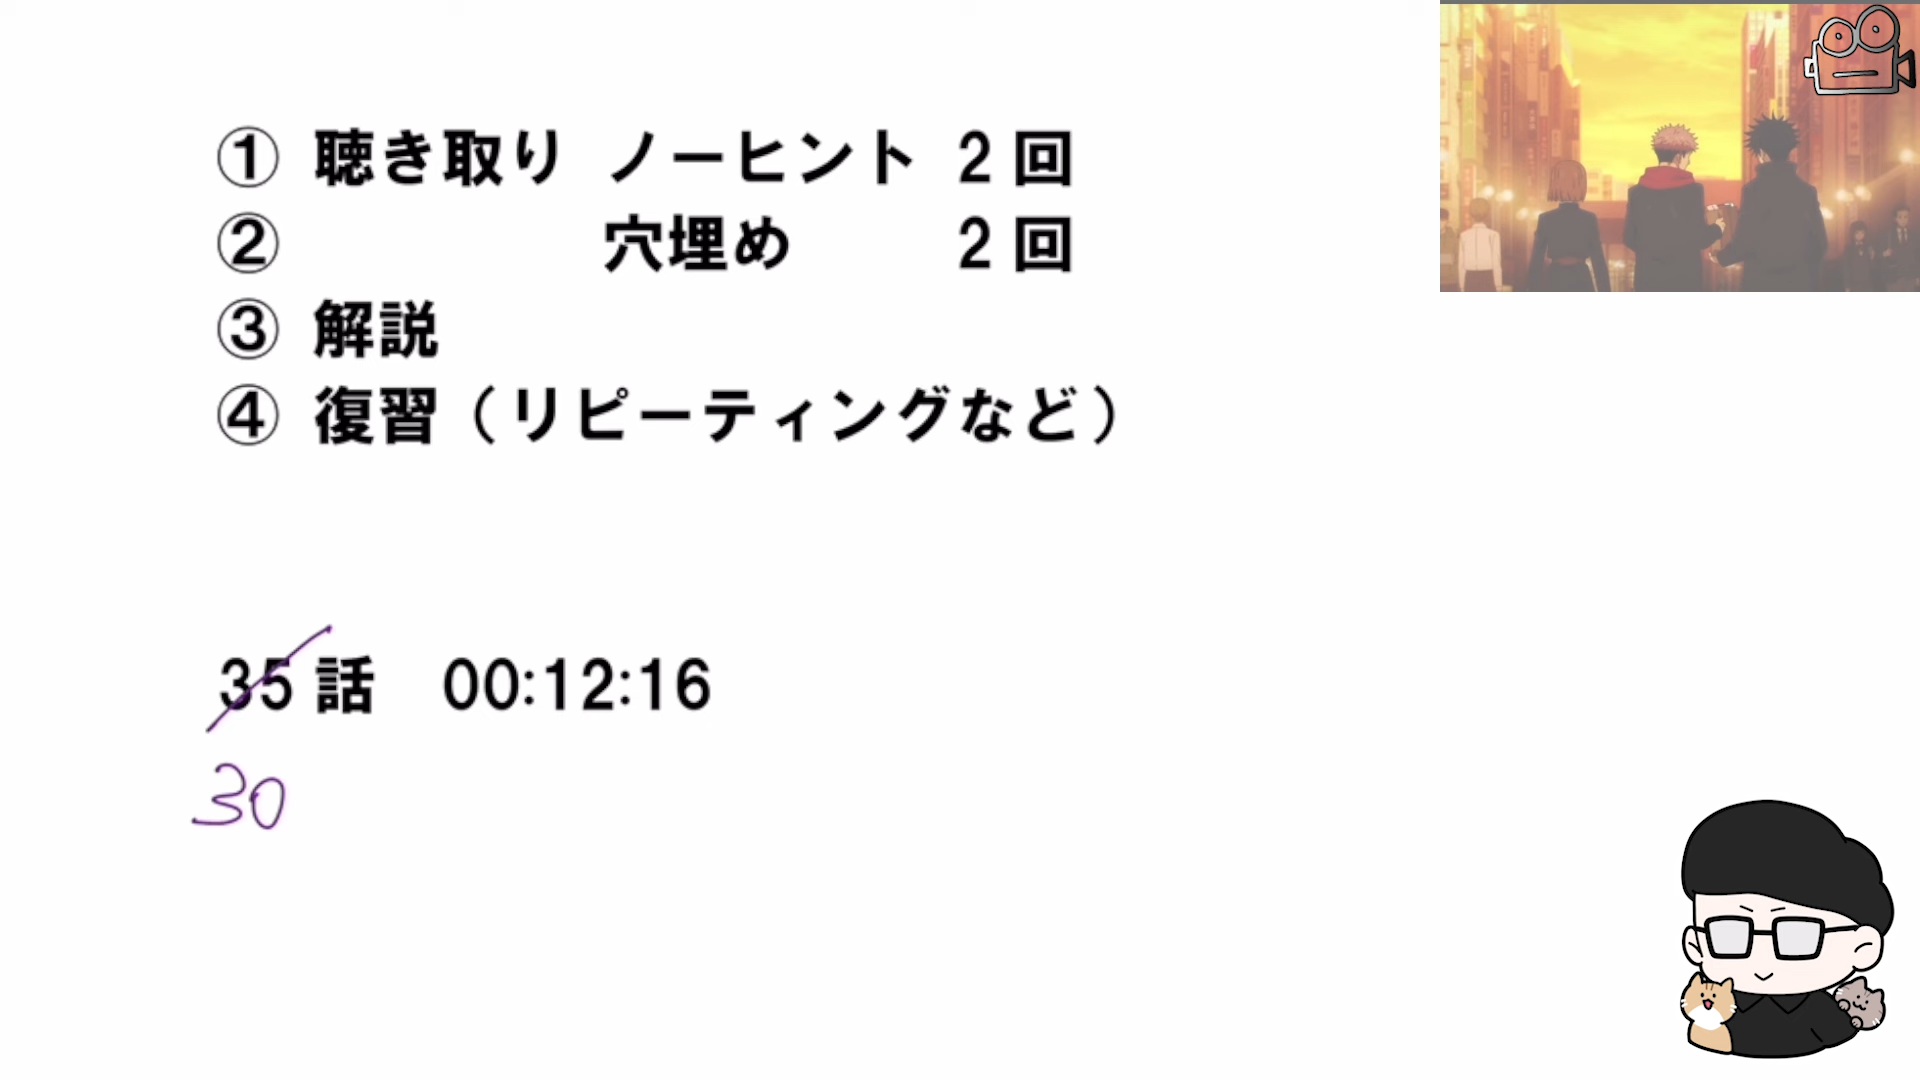 ① 聴き取り ノーヒント 2回
② 穴埋め 2回
③ 解説
④ 復習（リピーティングなど）
35話 00:12:16
30